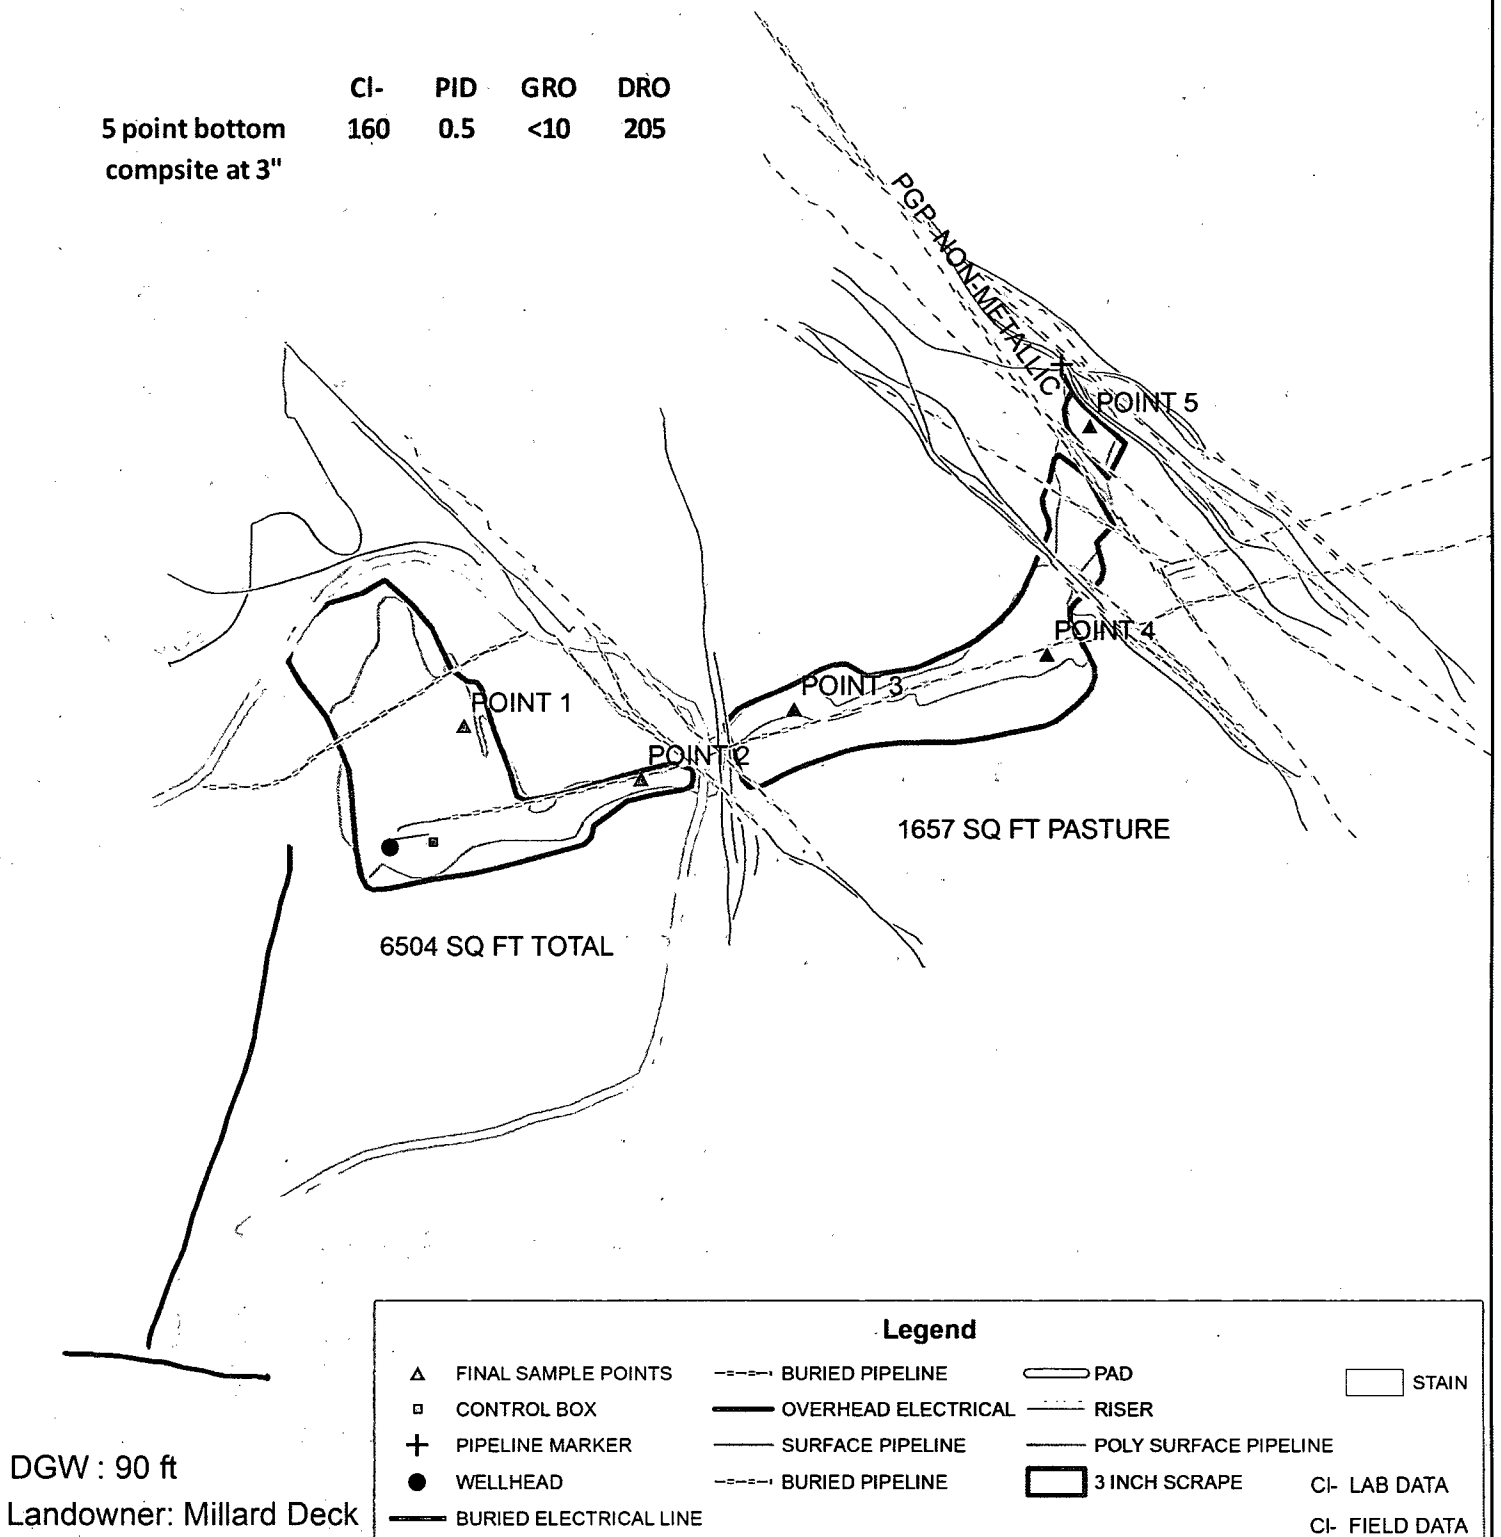 Cl- PID GRO DRO
5 point bottom 160 0.5 <10 205
compsite at 3"
PGP-NON-METALLIC
POINT 5
POINT 4
POINT 3
POINT 1
POINT 2
1657 SQ FT PASTURE
6504 SQ FT TOTAL
Legend
FINAL SAMPLE POINTS BURIED PIPELINE PAD STAIN
CONTROL BOX OVERHEAD ELECTRICAL RISER
PIPELINE MARKER SURFACE PIPELINE POLY SURFACE PIPELINE
WELLHEAD BURIED PIPELINE 3 INCH SCRAPE Cl- LAB DATA
BURIED ELECTRICAL LINE Cl- FIELD DATA
DGW : 90 ft
Landowner: Millard Deck